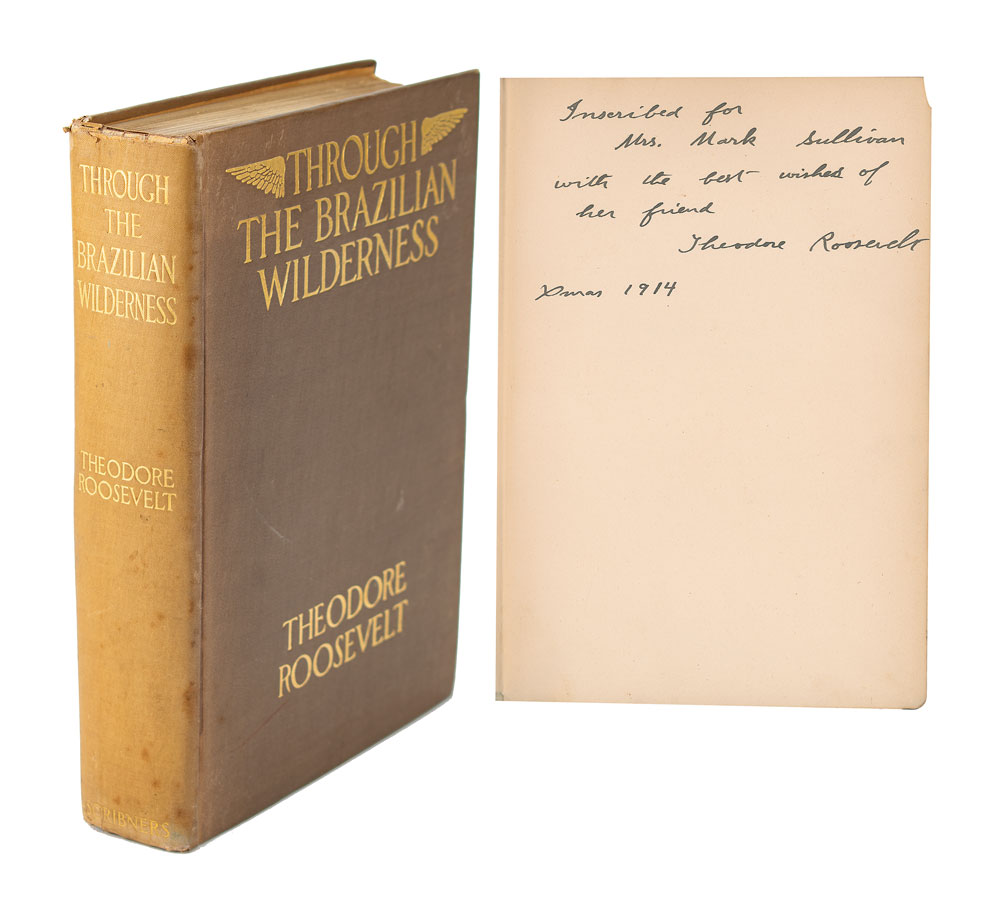 THROUGH
THE
BRAZILIAN
WILDERNESS
THEODORE
ROOSEVELT
SCRIBNERS
THROUGH
THE BRAZILIAN
WILDERNESS
THEODORE
ROOSEVELT
Inscribed for
Mrs. Mark Sullivan
with the best wishes of
her friend
Theodore Roosevelt
Xmas 1914